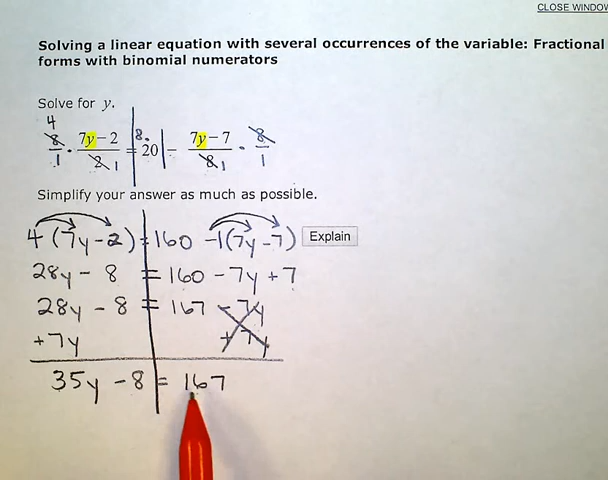 CLOSE WINDOW
Solving a linear equation with several occurrences of the variable: Fractional
forms with binomial numerators
Solve for y.
4 8/1 · (7y − 2)/2 1 = 8· 20 − (7y − 7)/8 1 · 8/1
Simplify your answer as much as possible.
4 (7y − 2) = 160 − 1(7y − 7) Explain
28y − 8 = 160 − 7y + 7
28y − 8 = 167 − 7y
+7y + 7y
35y − 8 = 167